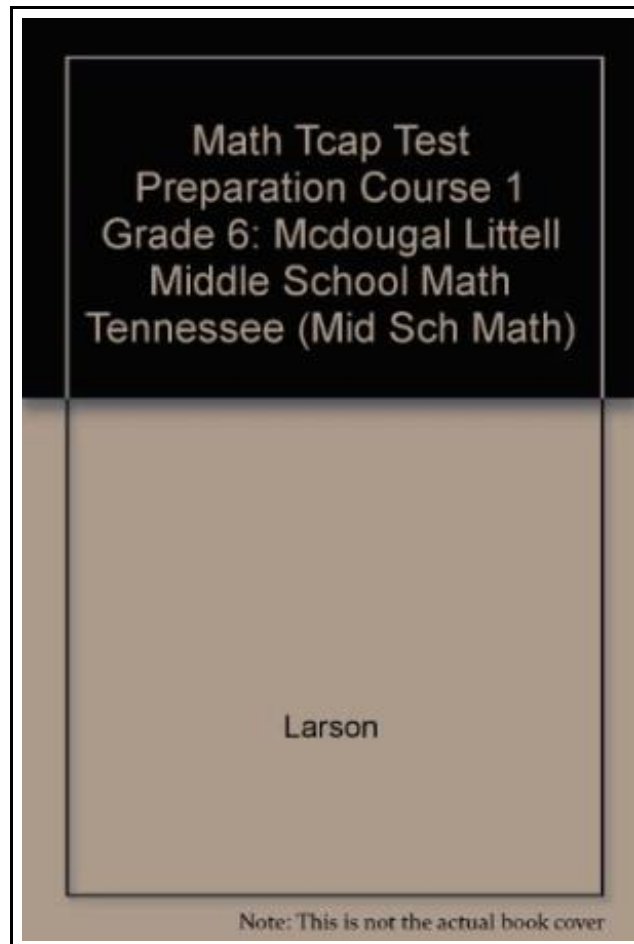 Math Tcap Test
Preparation Course 1
Grade 6: Mcdougal Littell
Middle School Math
Tennessee (Mid Sch Math)
Larson
Note: This is not the actual book cover